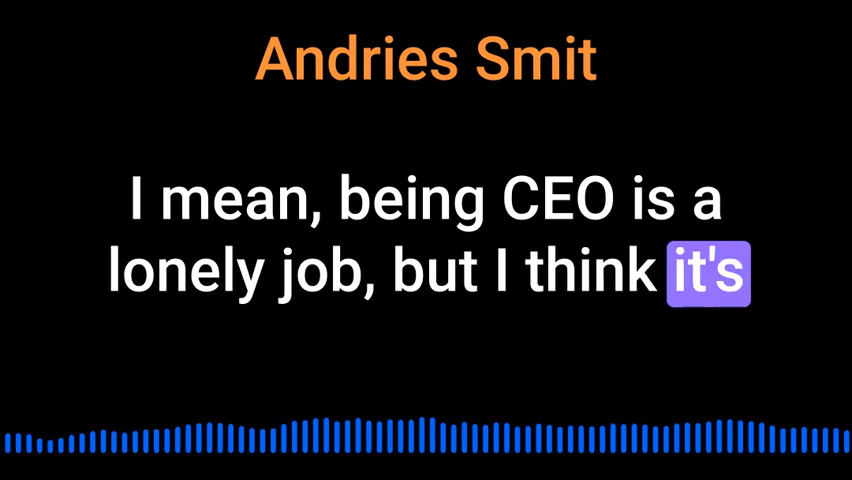 Andries Smit
I mean, being CEO is a
lonely job, but I think it's